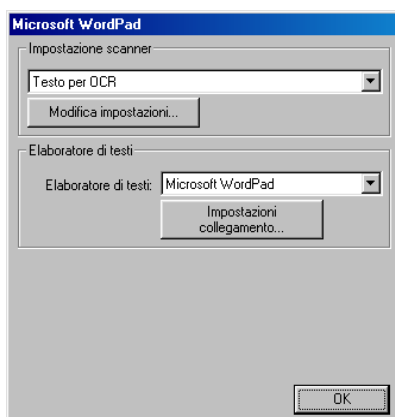 Microsoft WordPad
Impostazione scanner
Testo per OCR
Modifica impostazioni...
Elaboratore di testi
Elaboratore di testi: Microsoft WordPad
Impostazioni
collegamento...
OK